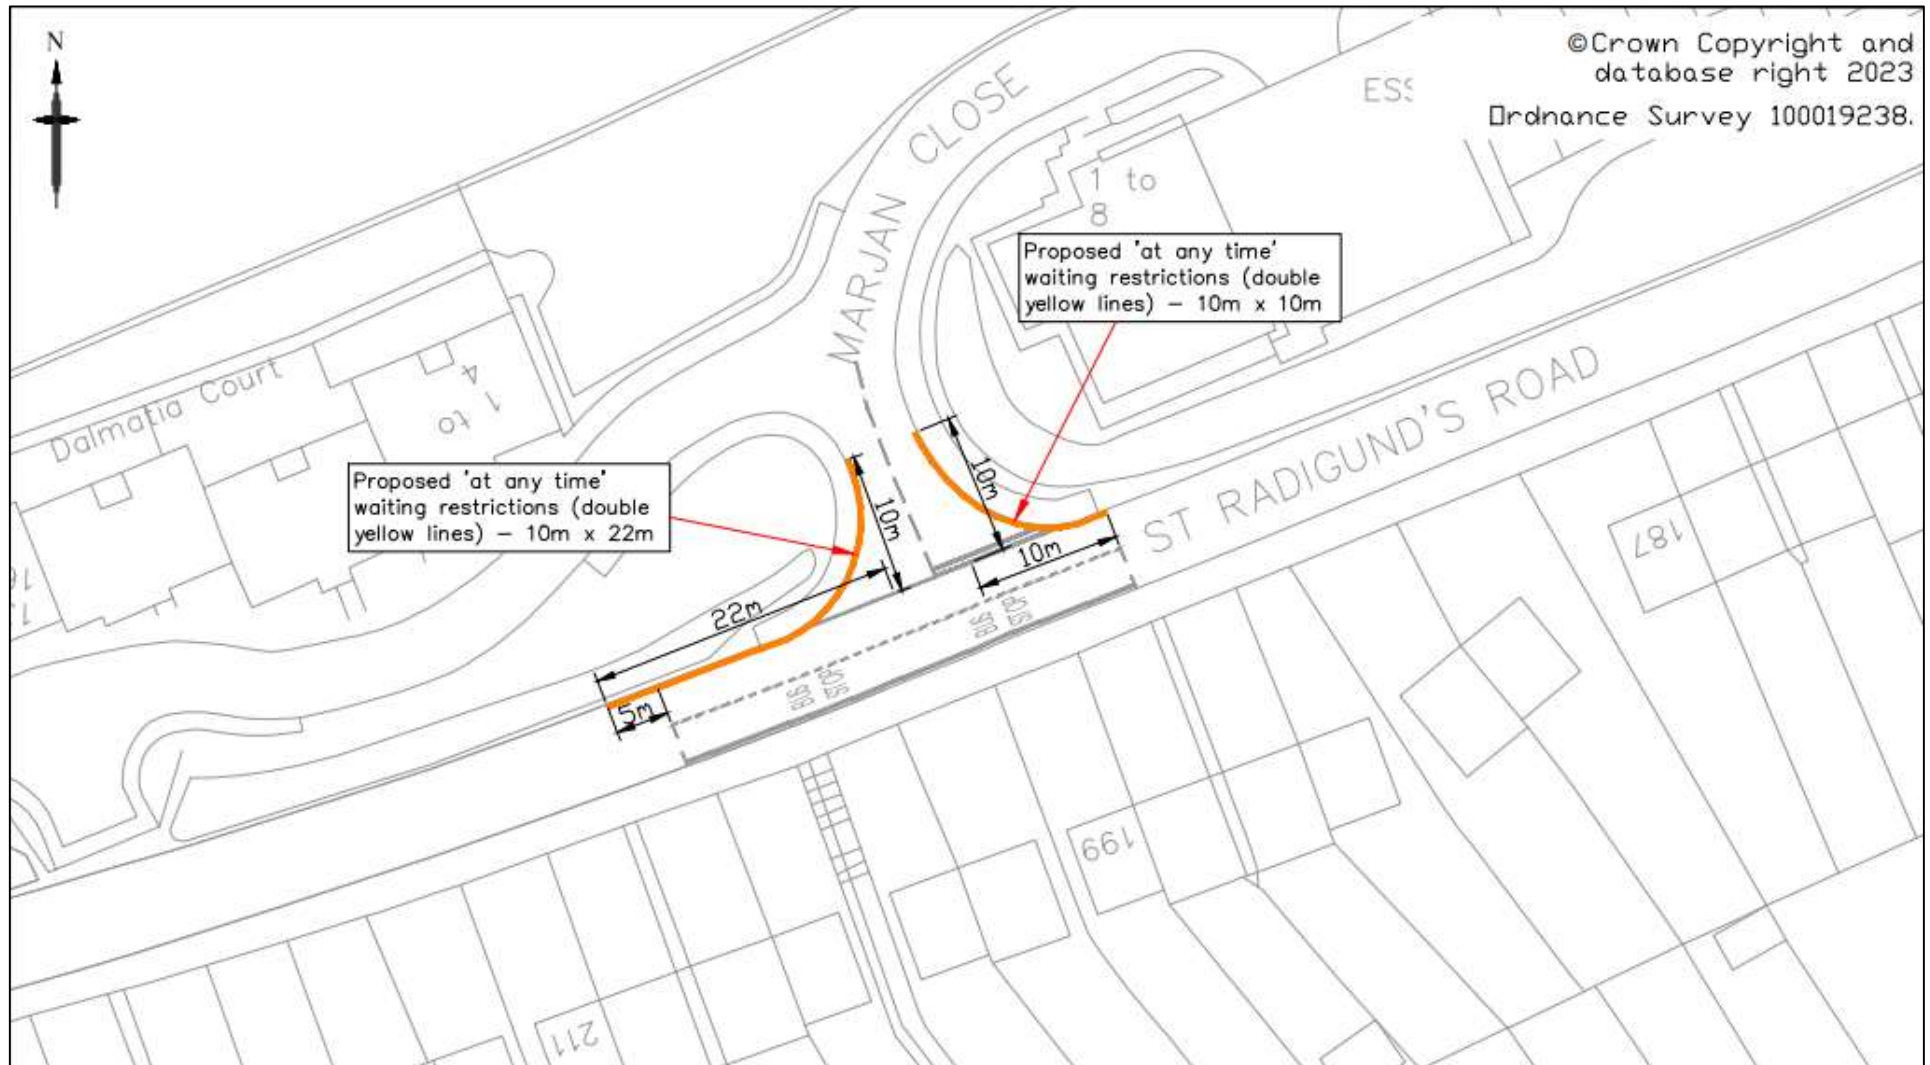 N
©Crown Copyright and
database right 2023
Ordnance Survey 100019238.
MARJAN CLOSE
1 to
8
Proposed 'at any time'
waiting restrictions (double
yellow lines) – 10m x 10m
Dalmatia Court
1 to
4
Proposed 'at any time'
waiting restrictions (double
yellow lines) – 10m x 22m
10m
10m
10m
22m
5m
ST RADIGUND'S ROAD
BUS
STOP
BUS
STOP
187
199
211